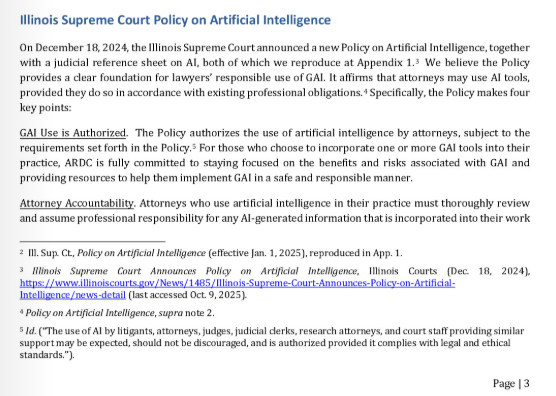 Illinois Supreme Court Policy on Artificial Intelligence
On December 18, 2024, the Illinois Supreme Court announced a new Policy on Artificial Intelligence, together
with a judicial reference sheet on AI, both of which we reproduce at Appendix 1.³ We believe the Policy
provides a clear foundation for lawyers' responsible use of GAI. It affirms that attorneys may use AI tools,
provided they do so in accordance with existing professional obligations.⁴ Specifically, the Policy makes four
key points:
GAI Use is Authorized. The Policy authorizes the use of artificial intelligence by attorneys, subject to the
requirements set forth in the Policy.⁵ For those who choose to incorporate one or more GAI tools into their
practice, ARDC is fully committed to staying focused on the benefits and risks associated with GAI and
providing resources to help them implement GAI in a safe and responsible manner.
Attorney Accountability. Attorneys who use artificial intelligence in their practice must thoroughly review
and assume professional responsibility for any AI-generated information that is incorporated into their work
² Ill. Sup. Ct., Policy on Artificial Intelligence (effective Jan. 1, 2025), reproduced in App. 1.
³ Illinois Supreme Court Announces Policy on Artificial Intelligence, Illinois Courts (Dec. 18, 2024),
https://www.illinoiscourts.gov/News/1485/Illinois-Supreme-Court-Announces-Policy-on-Artificial-
Intelligence/news-detail (last accessed Oct. 9, 2025).
⁴ Policy on Artificial Intelligence, supra note 2.
⁵ Id. ("The use of AI by litigants, attorneys, judges, judicial clerks, research attorneys, and court staff providing similar
support may be expected, should not be discouraged, and is authorized provided it complies with legal and ethical
standards.").
Page | 3